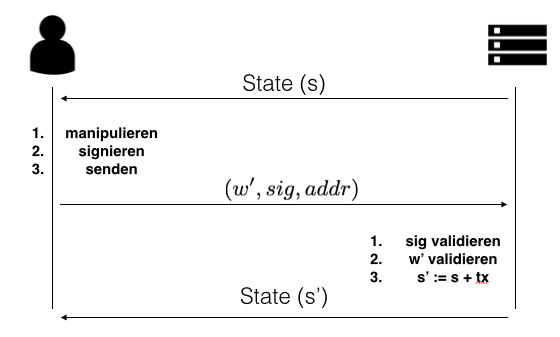 State (s)
1. manipulieren
2. signieren
3. senden
(w′, sig, addr)
1. sig validieren
2. w’ validieren
3. s’ := s + tx
State (s’)